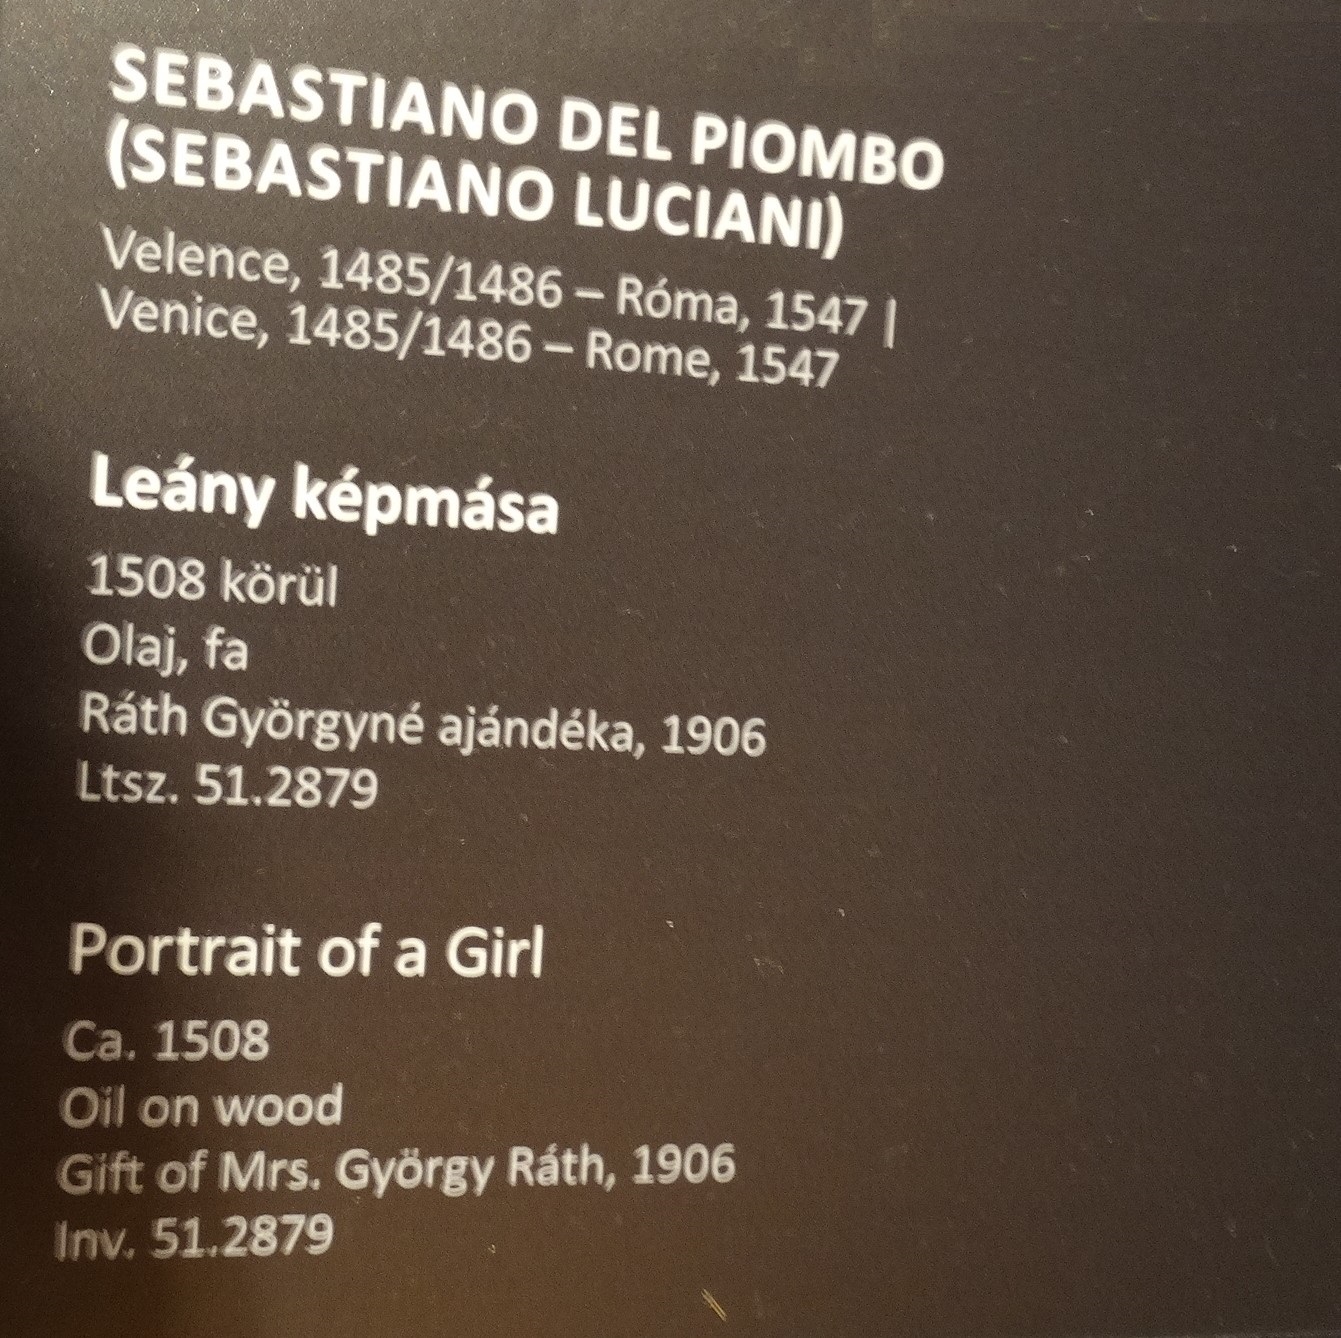 SEBASTIANO DEL PIOMBO
(SEBASTIANO LUCIANI)
Velence, 1485/1486 – Róma, 1547 |
Venice, 1485/1486 – Rome, 1547
Leány képmása
1508 körül
Olaj, fa
Ráth Györgyné ajándéka, 1906
Ltsz. 51.2879
Portrait of a Girl
Ca. 1508
Oil on wood
Gift of Mrs. György Ráth, 1906
Inv. 51.2879